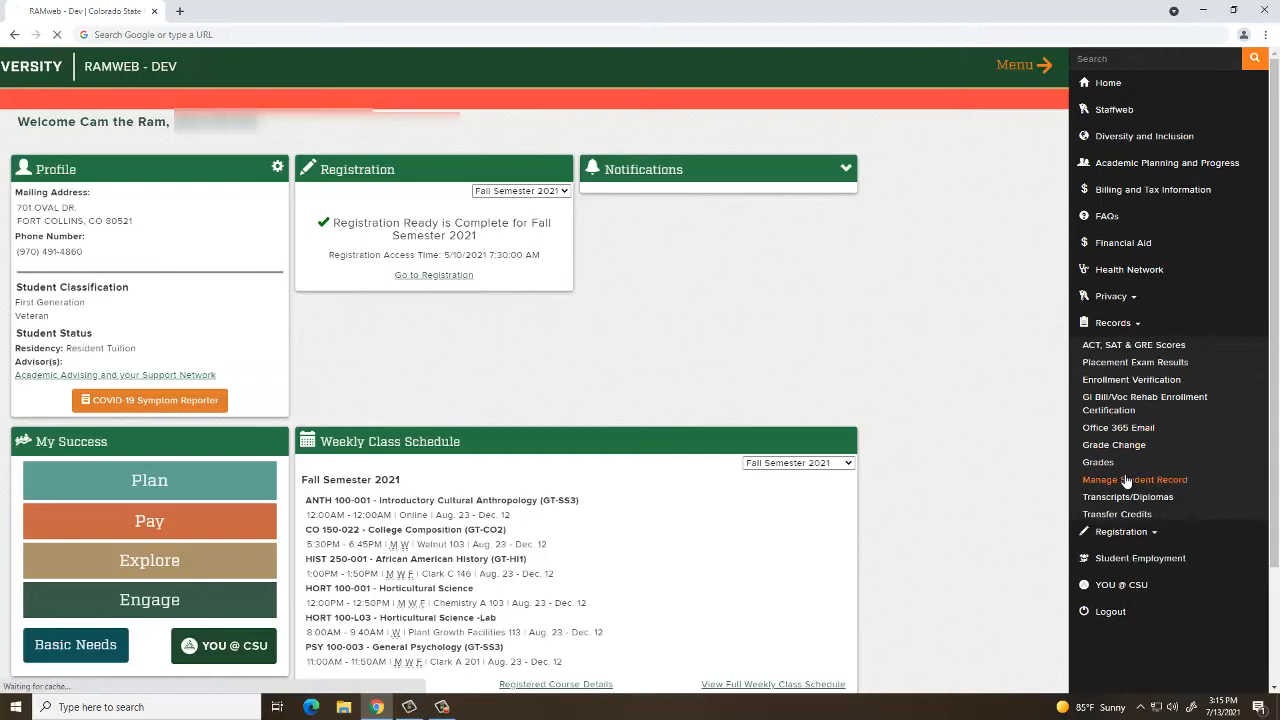 RAMweb - Dev | Colorado State
Search Google or type a URL
VERSITY
RAMWEB - DEV
Menu
Welcome Cam the Ram,
Profile
Mailing Address:
701 OVAL DR.
FORT COLLINS, CO 80521
Phone Number:
(970) 491-4860
Student Classification
First Generation
Veteran
Student Status
Residency: Resident Tuition
Advisor(s):
Academic Advising and your Support Network
COVID-19 Symptom Reporter
My Success
Plan
Pay
Explore
Engage
Basic Needs
YOU @ CSU
Waiting for cache...
Registration
Fall Semester 2021
Registration Ready is Complete for Fall
Semester 2021
Registration Access Time: 5/10/2021 7:30:00 AM
Go to Registration
Notifications
Weekly Class Schedule
Fall Semester 2021
Fall Semester 2021
ANTH 100-001 - Introductory Cultural Anthropology (GT-SS3)
12:00AM - 12:00AM | Online | Aug. 23 - Dec. 12
CO 150-022 - College Composition (GT-CO2)
5:30PM - 6:45PM | M W | Walnut 103 | Aug. 23 - Dec. 12
HIST 250-001 - African American History (GT-HI1)
1:00PM - 1:50PM | M W F | Clark C 146 | Aug. 23 - Dec. 12
HORT 100-001 - Horticultural Science
12:00PM - 12:50PM | M W F | Chemistry A 103 | Aug. 23 - Dec. 12
HORT 100-L03 - Horticultural Science -Lab
8:00AM - 9:40AM | W | Plant Growth Facilities 113 | Aug. 23 - Dec. 12
PSY 100-003 - General Psychology (GT-SS3)
11:00AM - 11:50AM | M W F | Clark A 201 | Aug. 23 - Dec. 12
Registered Course Details
View Full Weekly Class Schedule
Search
Home
Staffweb
Diversity and Inclusion
Academic Planning and Progress
Billing and Tax Information
FAQs
Financial Aid
Health Network
Privacy
Records
ACT, SAT & GRE Scores
Placement Exam Results
Enrollment Verification
GI Bill/Voc Rehab Enrollment
Certification
Office 365 Email
Grade Change
Grades
Manage Student Record
Transcripts/Diplomas
Transfer Credits
Registration
Student Employment
YOU @ CSU
Logout
Type here to search
85°F Sunny
3:15 PM
7/13/2021